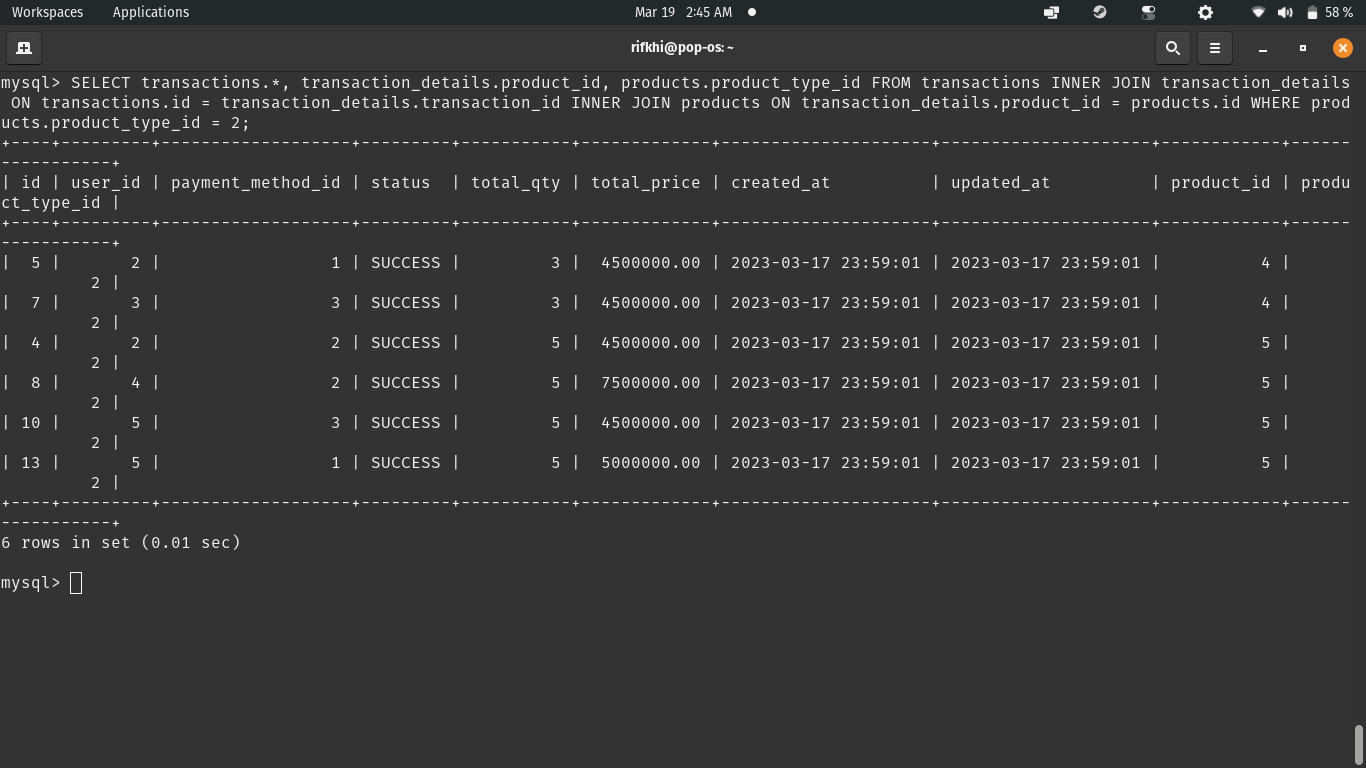 Workspaces Applications Mar 19 2:45 AM 58 %
rifkhi@pop-os: ~
mysql> SELECT transactions.*, transaction_details.product_id, products.product_type_id FROM transactions INNER JOIN transaction_details
 ON transactions.id = transaction_details.transaction_id INNER JOIN products ON transaction_details.product_id = products.id WHERE prod
ucts.product_type_id = 2;
+----+---------+-------------------+---------+-----------+-------------+---------------------+---------------------+------------+------
-----------+
| id | user_id | payment_method_id | status  | total_qty | total_price | created_at          | updated_at          | product_id | produ
ct_type_id |
+----+---------+-------------------+---------+-----------+-------------+---------------------+---------------------+------------+------
-----------+
|  5 |       2 |                 1 | SUCCESS |         3 |  4500000.00 | 2023-03-17 23:59:01 | 2023-03-17 23:59:01 |          4 |
         2 |
|  7 |       3 |                 3 | SUCCESS |         3 |  4500000.00 | 2023-03-17 23:59:01 | 2023-03-17 23:59:01 |          4 |
         2 |
|  4 |       2 |                 2 | SUCCESS |         5 |  4500000.00 | 2023-03-17 23:59:01 | 2023-03-17 23:59:01 |          5 |
         2 |
|  8 |       4 |                 2 | SUCCESS |         5 |  7500000.00 | 2023-03-17 23:59:01 | 2023-03-17 23:59:01 |          5 |
         2 |
| 10 |       5 |                 3 | SUCCESS |         5 |  4500000.00 | 2023-03-17 23:59:01 | 2023-03-17 23:59:01 |          5 |
         2 |
| 13 |       5 |                 1 | SUCCESS |         5 |  5000000.00 | 2023-03-17 23:59:01 | 2023-03-17 23:59:01 |          5 |
         2 |
+----+---------+-------------------+---------+-----------+-------------+---------------------+---------------------+------------+------
-----------+
6 rows in set (0.01 sec)
mysql>